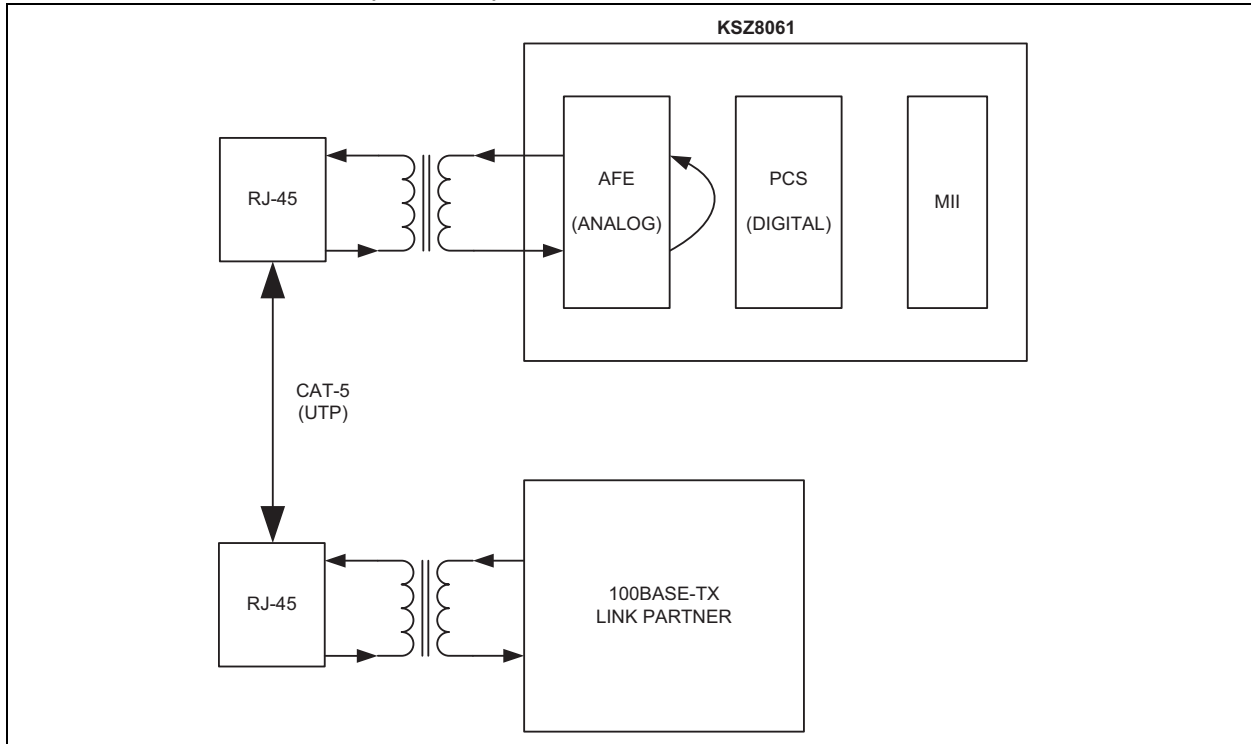 KSZ8061
RJ-45
AFE
(ANALOG)
PCS
(DIGITAL)
MII
CAT-5
(UTP)
RJ-45
100BASE-TX
LINK PARTNER